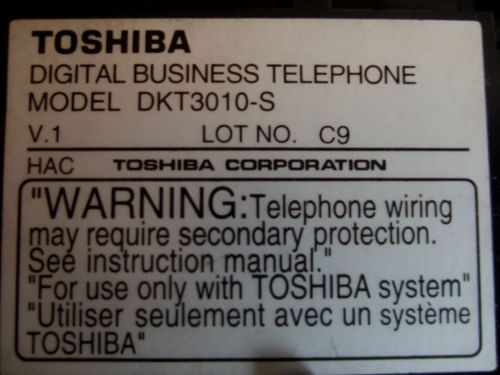 TOSHIBA
DIGITAL BUSINESS TELEPHONE
MODEL DKT3010-S
V.1 LOT NO. C9
HAC TOSHIBA CORPORATION
"WARNING:Telephone wiring
may require secondary protection.
See instruction manual."
"For use only with TOSHIBA system"
"Utiliser seulement avec un système
TOSHIBA"